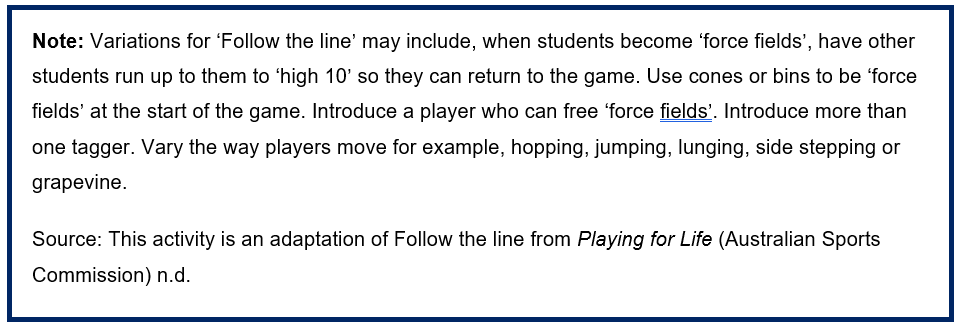 Note: Variations for ‘Follow the line’ may include, when students become ‘force fields’, have other
students run up to them to ‘high 10’ so they can return to the game. Use cones or bins to be ‘force
fields’ at the start of the game. Introduce a player who can free ‘force fields’. Introduce more than
one tagger. Vary the way players move for example, hopping, jumping, lunging, side stepping or
grapevine.
Source: This activity is an adaptation of Follow the line from Playing for Life (Australian Sports
Commission) n.d.